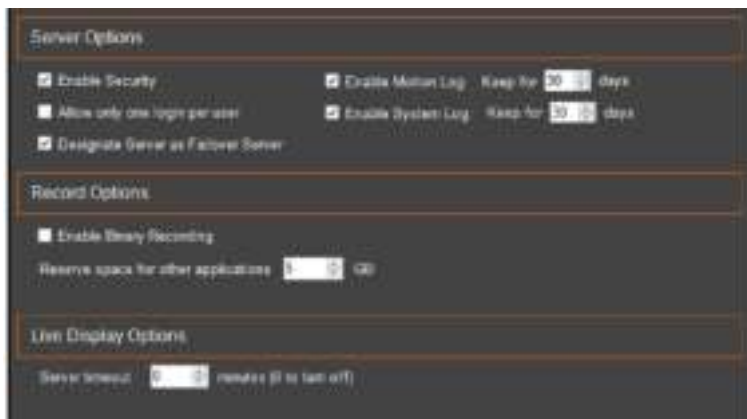 Server Options
Enable Security
Enable Motion Log Keep for 30 days
Allow only one login per user
Enable System Log Keep for 30 days
Designate Server as Failover Server
Record Options
Enable Binary Recording
Reserve space for other applications 5 GB
Live Display Options
Server timeout 0 minutes (0 to turn off)